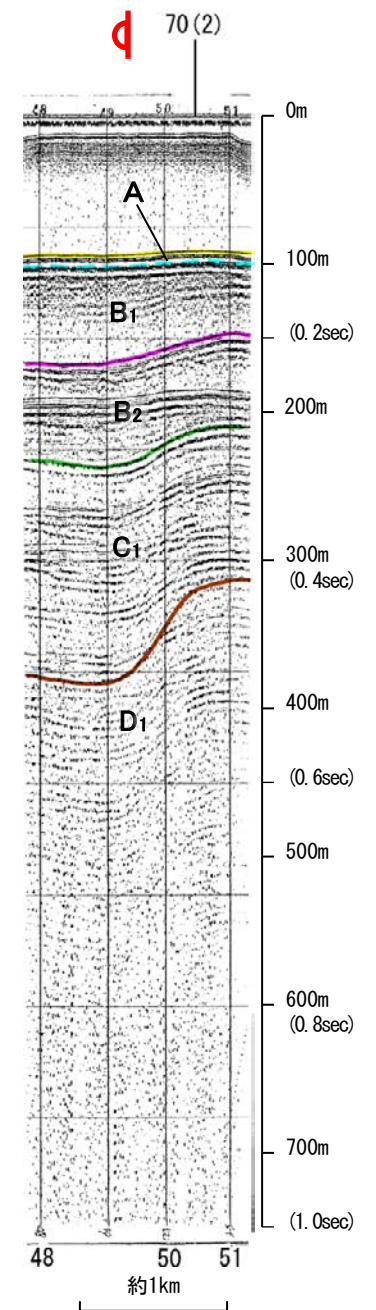 70(2)
48 49 50 51
0m
A
100m
B1
(0.2sec)
200m
B2
C1
300m
(0.4sec)
D1
400m
(0.6sec)
500m
600m
(0.8sec)
700m
(1.0sec)
48 50 51
約1km